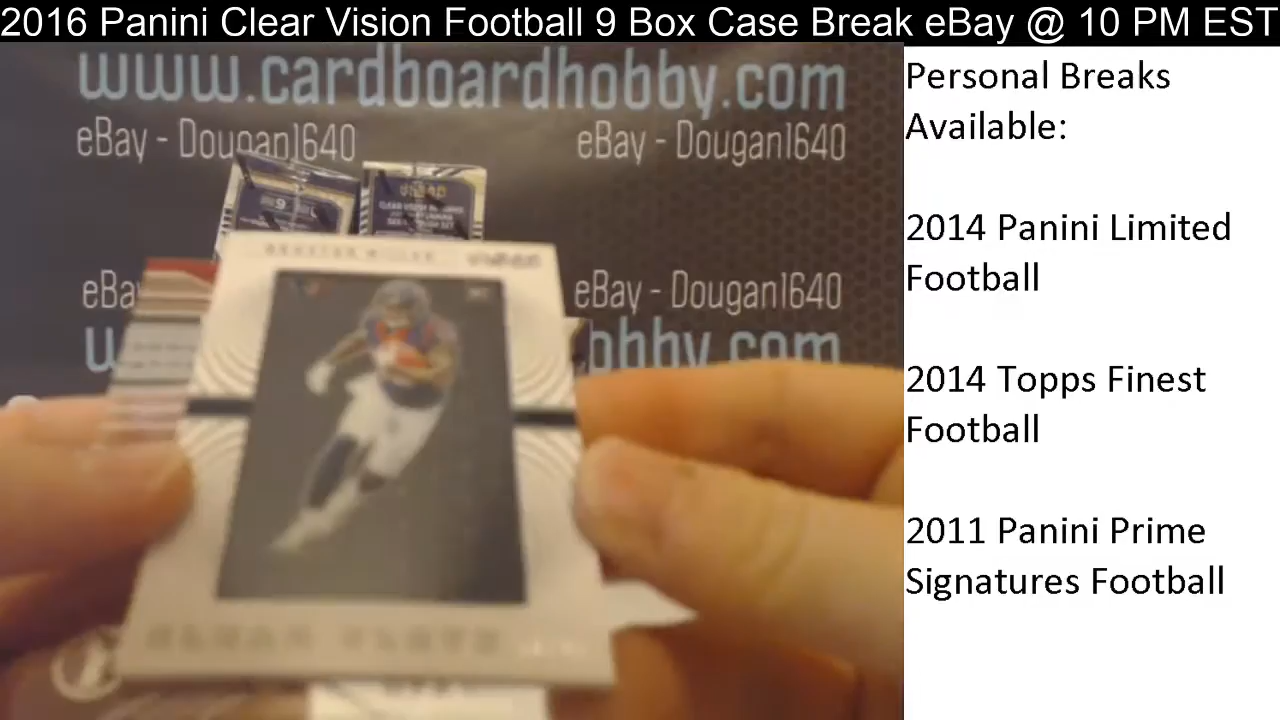 2016 Panini Clear Vision Football 9 Box Case Break eBay @ 10 PM EST
www.cardboardhobby.com
eBay - Dougan1640
eBay - Dougan1640
eBay - Dougan1640
Personal Breaks
Available:
2014 Panini Limited
Football
2014 Topps Finest
Football
2011 Panini Prime
Signatures Football